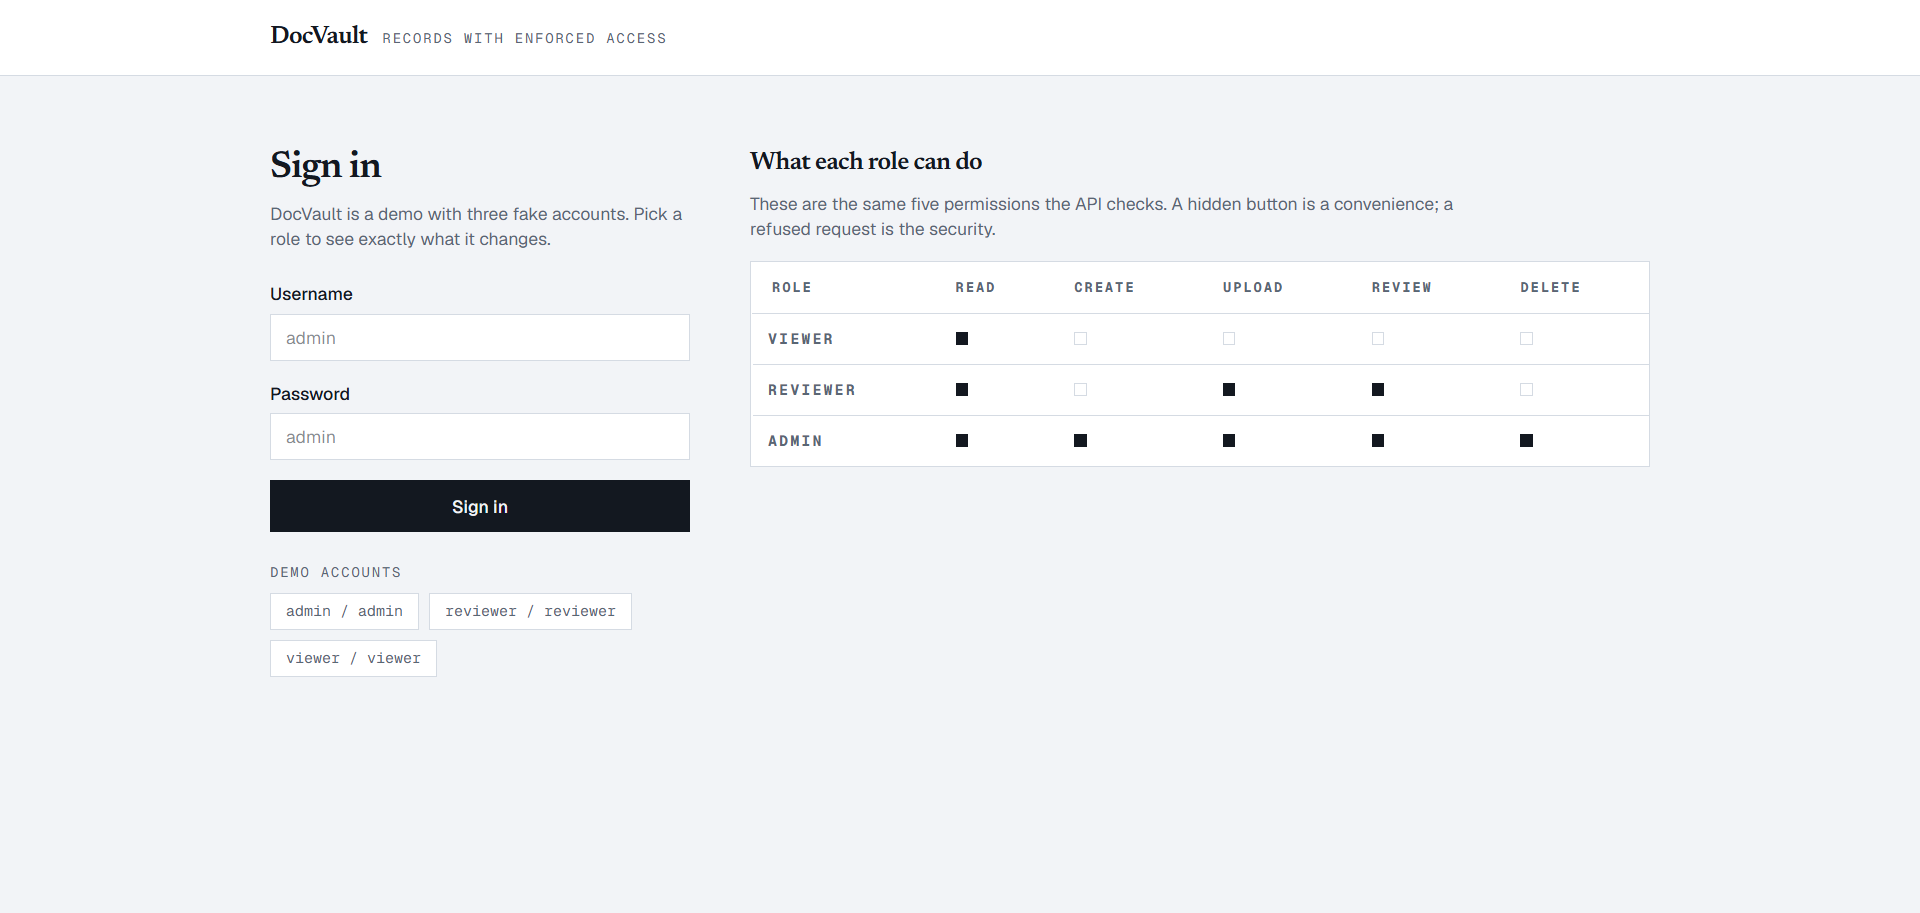 DocVault RECORDS WITH ENFORCED ACCESS
Sign in
DocVault is a demo with three fake accounts. Pick a
role to see exactly what it changes.
Username
admin
Password
admin
Sign in
DEMO ACCOUNTS
admin / admin
reviewer / reviewer
viewer / viewer
What each role can do
These are the same five permissions the API checks. A hidden button is a convenience; a
refused request is the security.
ROLE READ CREATE UPLOAD REVIEW DELETE
VIEWER
REVIEWER
ADMIN